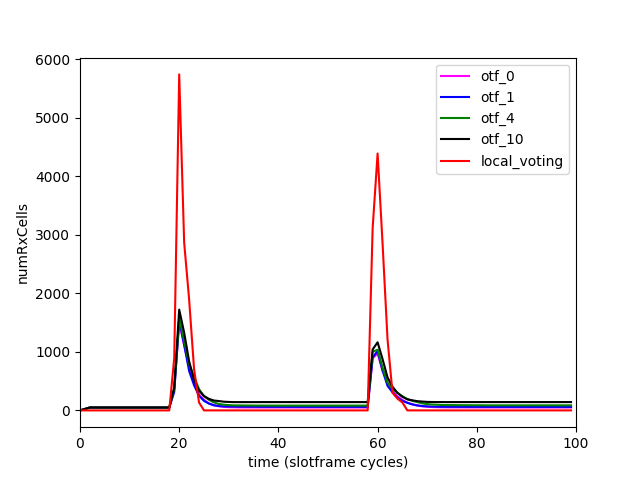 6000
5000
4000
3000
2000
1000
0
numRxCells
0 20 40 60 80 100
time (slotframe cycles)
otf_0
otf_1
otf_4
otf_10
local_voting